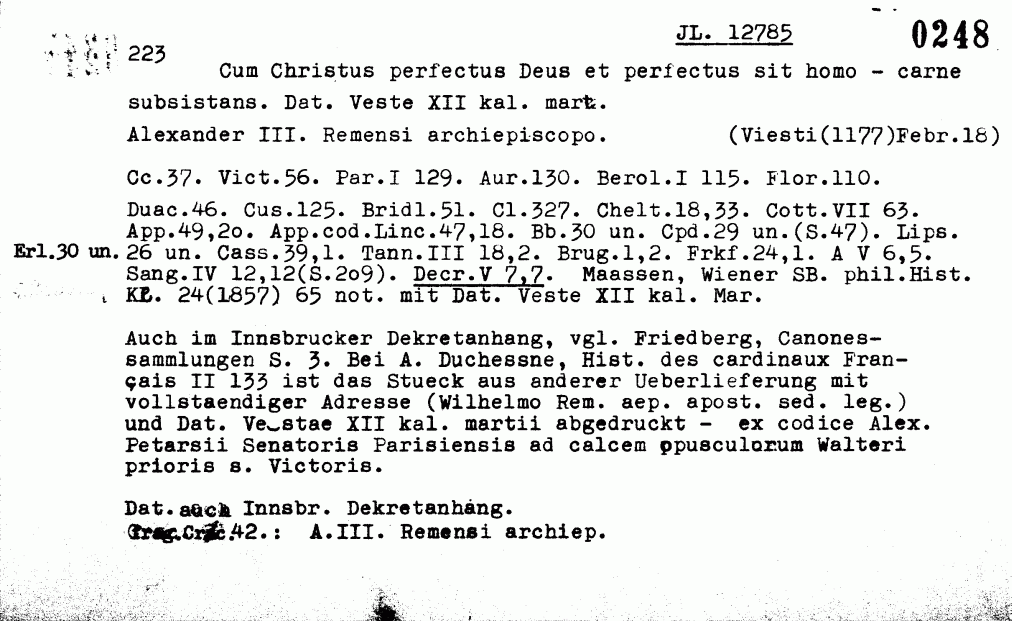 JL. 12785 0248
223
Cum Christus perfectus Deus et perfectus sit homo - carne
subsistans. Dat. Veste XII kal. mart.
Alexander III. Remensi archiepiscopo. (Viesti(1177)Febr.18)
Cc.37. Vict.56. Par.I 129. Aur.130. Berol.I 115. Flor.110.
Duac.46. Cus.125. Bridl.51. Cl.327. Chelt.18,33. Cott.VII 63.
App.49,2o. App.cod.Linc.47,18. Bb.30 un. Cpd.29 un.(S.47). Lips.
Erl.30 un. 26 un. Cass.39,1. Tann.III 18,2. Brug.1,2. Frkf.24,1. A V 6,5.
Sang.IV 12,12(S.2o9). Decr.V 7,7. Maassen, Wiener SB. phil.Hist.
Kl. 24(1857) 65 not. mit Dat. Veste XII kal. Mar.
Auch im Innsbrucker Dekretanhang, vgl. Friedberg, Canones-
sammlungen S. 3. Bei A. Duchessne, Hist. des cardinaux Fran-
çais II 133 ist das Stueck aus anderer Ueberlieferung mit
vollstaendiger Adresse (Wilhelmo Rem. aep. apost. sed. leg.)
und Dat. Vestae XII kal. martii abgedruckt - ex codice Alex.
Petarsii Senatoris Parisiensis ad calcem opusculorum Walteri
prioris s. Victoris.
Dat. auch Innsbr. Dekretanhang.
42.: A.III. Remensi archiep.